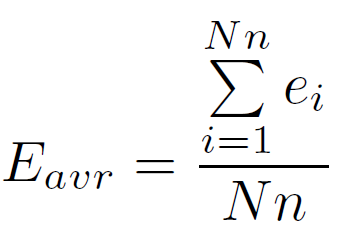 E_{avr} = \frac{\sum_{i=1}^{Nn} e_i}{Nn}